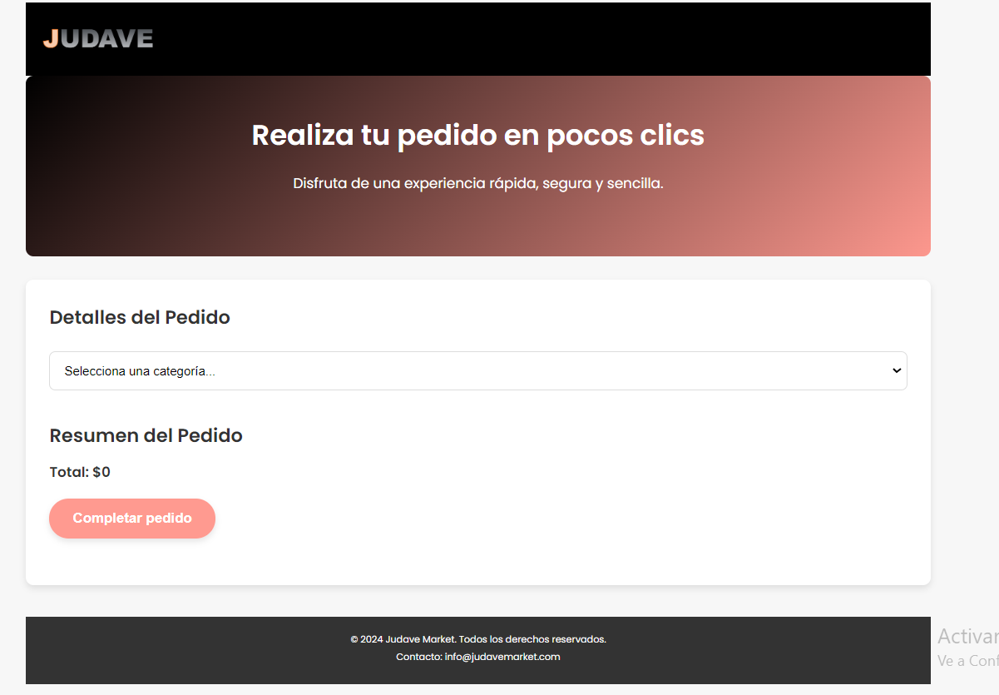 JUDAVE
Realiza tu pedido en pocos clics
Disfruta de una experiencia rápida, segura y sencilla.
Detalles del Pedido
Selecciona una categoría...
Resumen del Pedido
Total: $0
Completar pedido
© 2024 Judave Market. Todos los derechos reservados.
Contacto: info@judavemarket.com
Activar
Ve a Conf